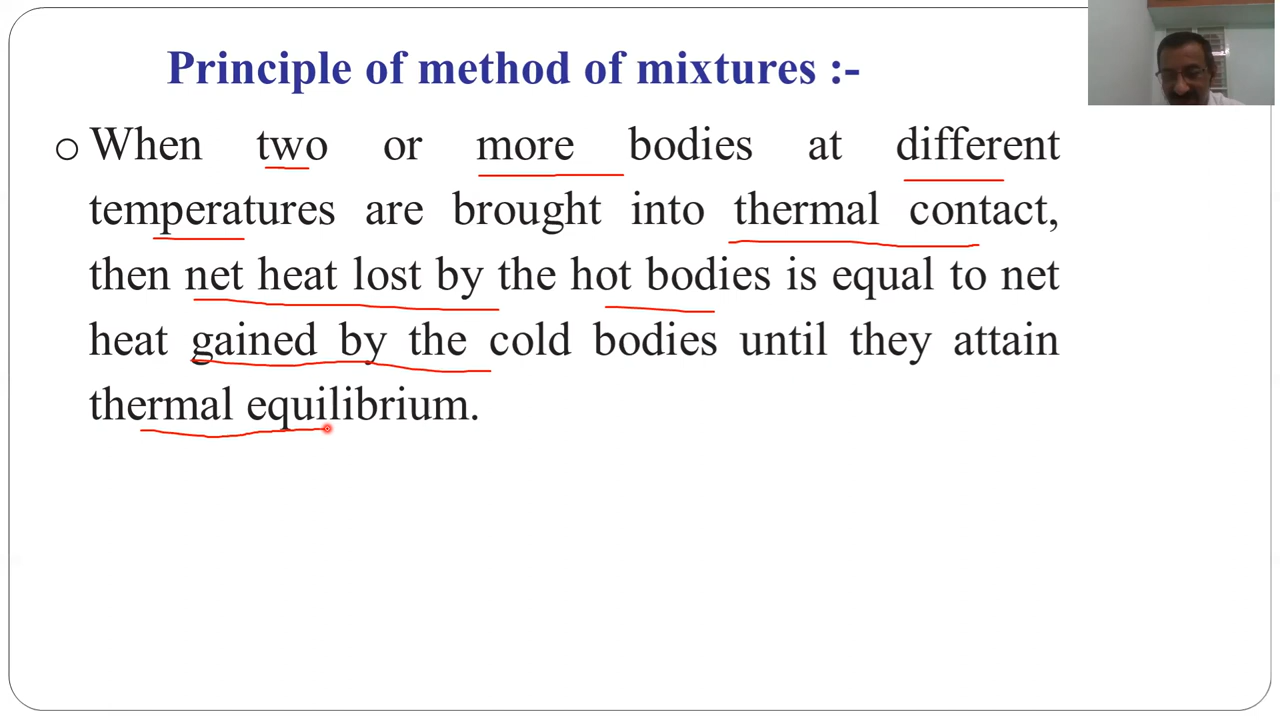 Principle of method of mixtures :-
o When two or more bodies at different
temperatures are brought into thermal contact,
then net heat lost by the hot bodies is equal to net
heat gained by the cold bodies until they attain
thermal equilibrium.